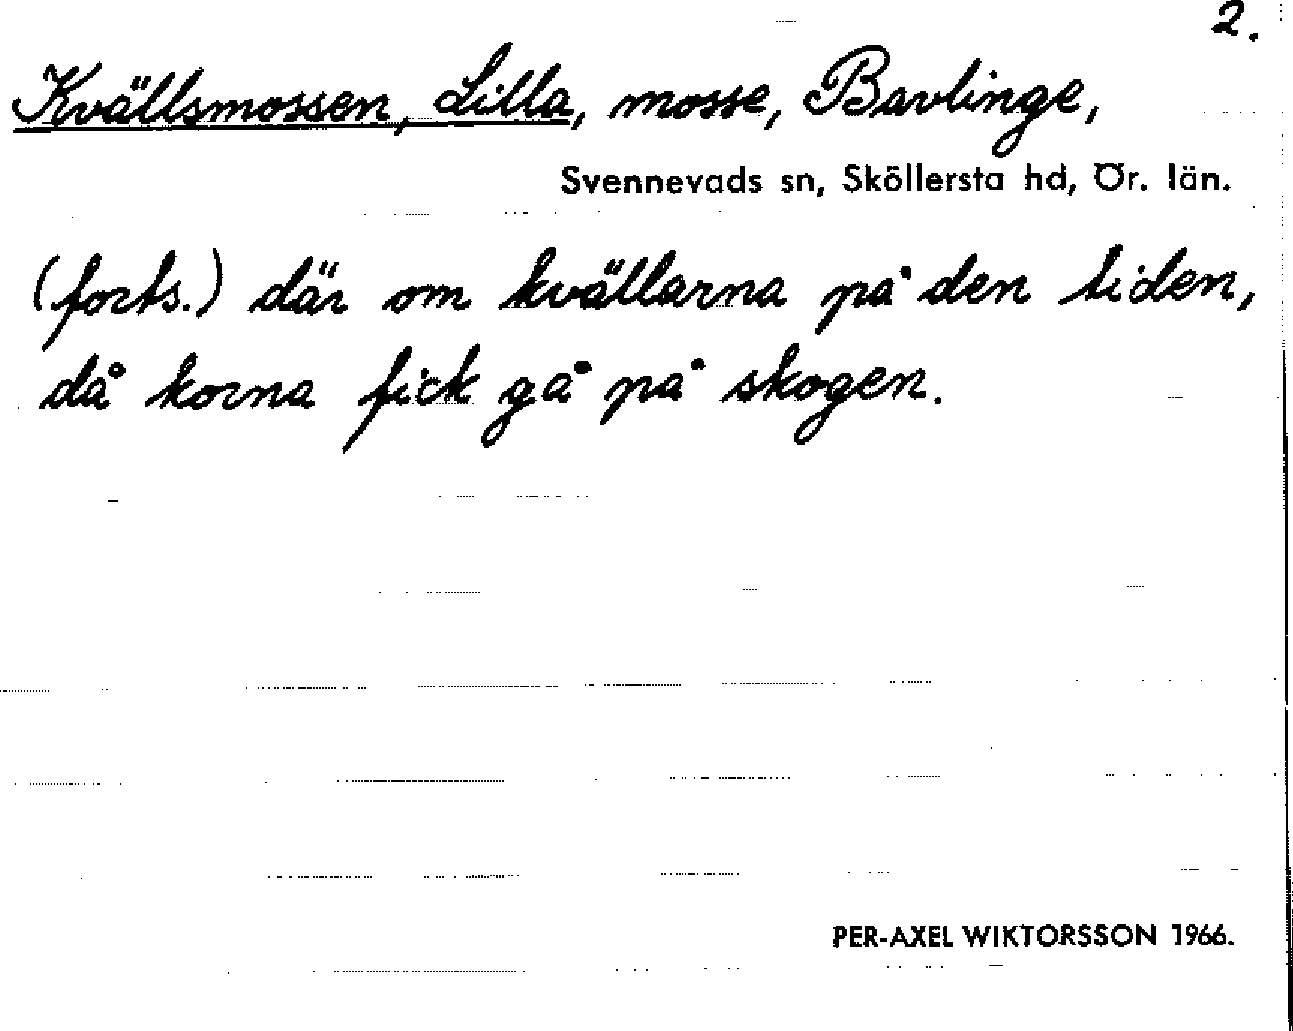 2.
Kvällsmossen, Lilla, mosse, Bavlinge,
Svennevads sn, Sköllersta hd, Ör. län.
(forts.) där om kvällarna på den tiden,
då korna fick gå på skogen.
PER-AXEL WIKTORSSON 1966.